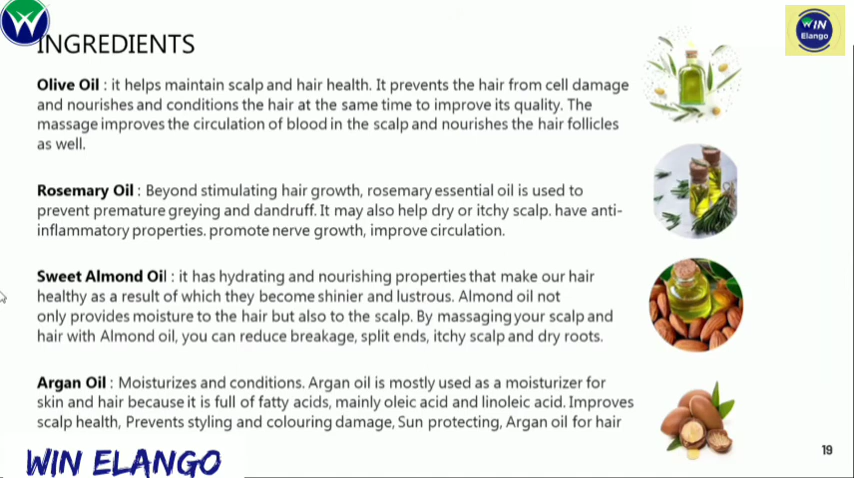 INGREDIENTS
WIN
Elango
Olive Oil : it helps maintain scalp and hair health. It prevents the hair from cell damage
and nourishes and conditions the hair at the same time to improve its quality. The
massage improves the circulation of blood in the scalp and nourishes the hair follicles
as well.
Rosemary Oil : Beyond stimulating hair growth, rosemary essential oil is used to
prevent premature greying and dandruff. It may also help dry or itchy scalp. have anti-
inflammatory properties. promote nerve growth, improve circulation.
Sweet Almond Oil : it has hydrating and nourishing properties that make our hair
healthy as a result of which they become shinier and lustrous. Almond oil not
only provides moisture to the hair but also to the scalp. By massaging your scalp and
hair with Almond oil, you can reduce breakage, split ends, itchy scalp and dry roots.
Argan Oil : Moisturizes and conditions. Argan oil is mostly used as a moisturizer for
skin and hair because it is full of fatty acids, mainly oleic acid and linoleic acid. Improves
scalp health, Prevents styling and colouring damage, Sun protecting, Argan oil for hair
19
WIN ELANGO